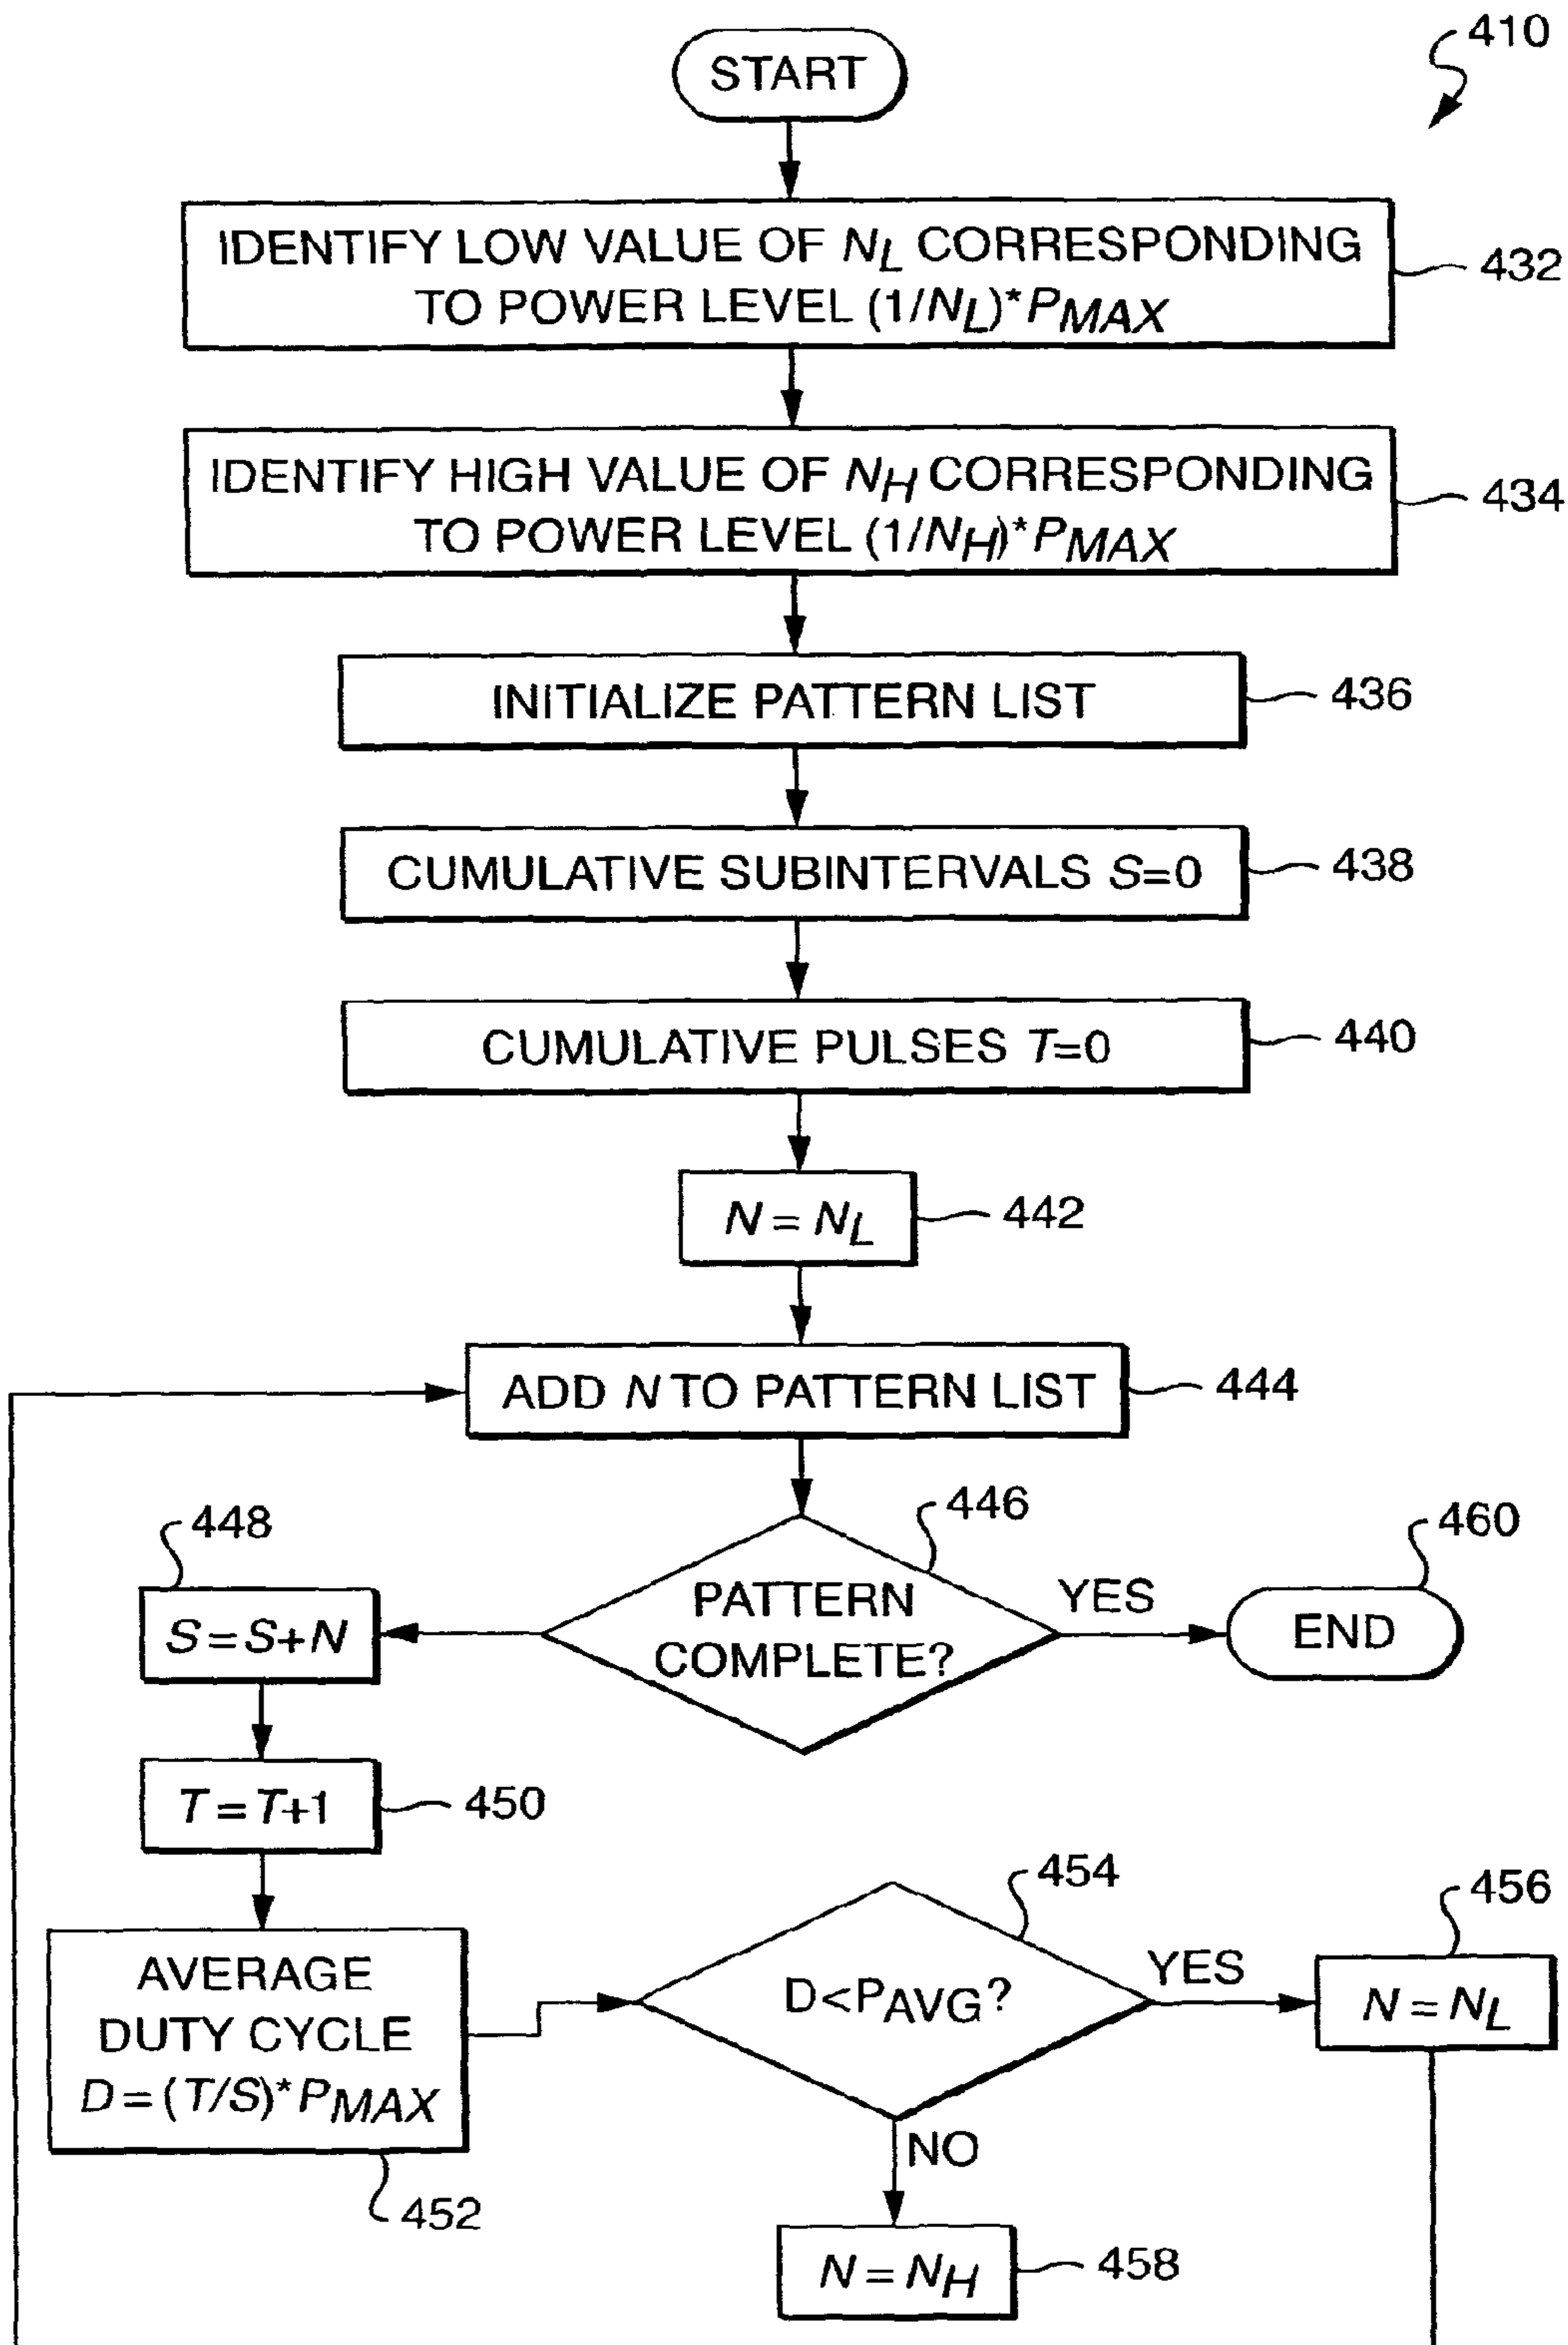 410
START
IDENTIFY LOW VALUE OF NL CORRESPONDING
TO POWER LEVEL (1/NL)*PMAX
432
IDENTIFY HIGH VALUE OF NH CORRESPONDING
TO POWER LEVEL (1/NH)*PMAX
434
INITIALIZE PATTERN LIST
436
CUMULATIVE SUBINTERVALS S=0
438
CUMULATIVE PULSES T=0
440
N = NL
442
ADD N TO PATTERN LIST
444
446
PATTERN
COMPLETE?
YES
460
END
448
S=S+N
T=T+1
450
AVERAGE
DUTY CYCLE
D=(T/S)*PMAX
452
454
D<PAVG?
YES
456
N = NL
NO
N = NH
458